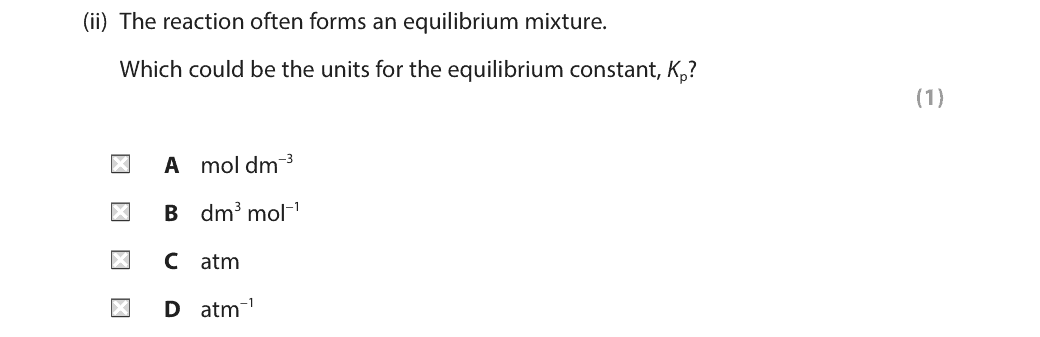 (ii) The reaction often forms an equilibrium mixture.
Which could be the units for the equilibrium constant, Kₚ?
(1)
A mol dm⁻³
B dm³ mol⁻¹
C atm
D atm⁻¹